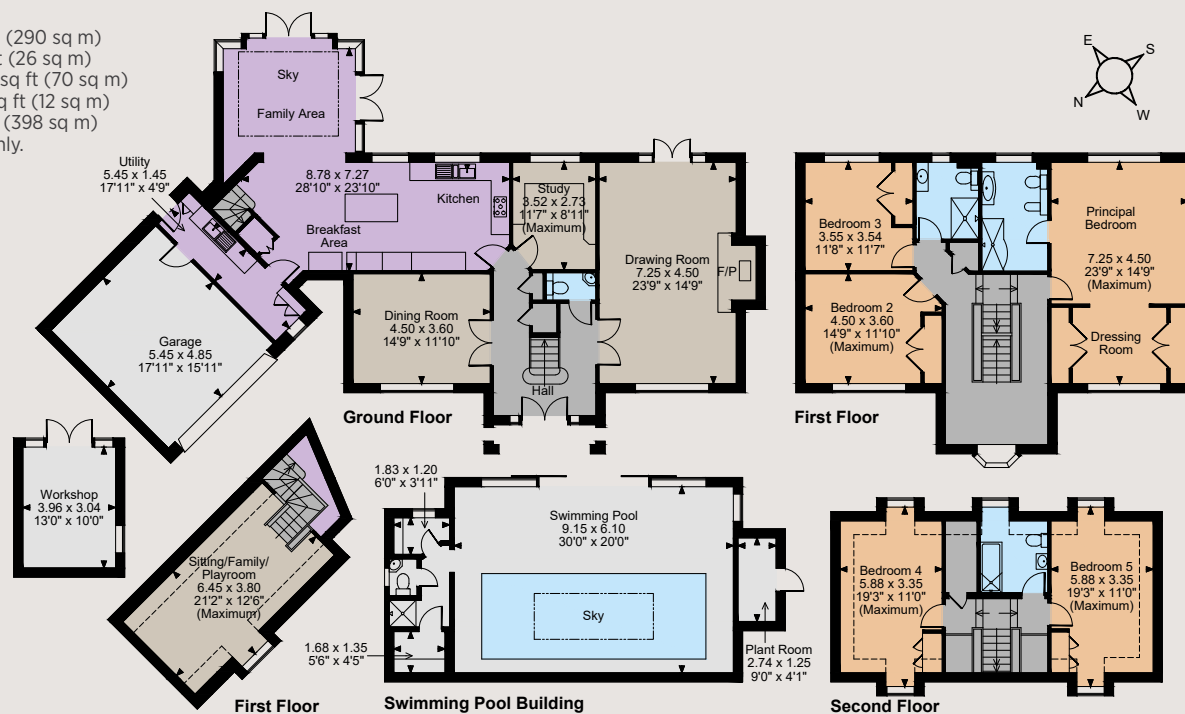 (290 sq m)
(26 sq m)
sq ft (70 sq m)
sq ft (12 sq m)
(398 sq m)
E
S
N
W
Sky
Family Area
Utility
5.45 x 1.45
17'11" x 4'9"
8.78 x 7.27
28'10" x 23'10"
Kitchen
Breakfast
Area
Study
3.52 x 2.73
11'7" x 8'11"
(Maximum)
Drawing Room
7.25 x 4.50
23'9" x 14'9"
F/P
Dining Room
4.50 x 3.60
14'9" x 11'10"
Garage
5.45 x 4.85
17'11" x 15'11"
Hall
Ground Floor
Bedroom 3
3.55 x 3.54
11'8" x 11'7"
Principal
Bedroom
7.25 x 4.50
23'9" x 14'9"
(Maximum)
Bedroom 2
4.50 x 3.60
14'9" x 11'10"
(Maximum)
Dressing
Room
First Floor
Workshop
3.96 x 3.04
13'0" x 10'0"
Sitting/Family/
Playroom
6.45 x 3.80
21'2" x 12'6"
(Maximum)
First Floor
1.83 x 1.20
6'0" x 3'11"
Swimming Pool
9.15 x 6.10
30'0" x 20'0"
Sky
1.68 x 1.35
5'6" x 4'5"
Plant Room
2.74 x 1.25
9'0" x 4'1"
Swimming Pool Building
Bedroom 4
5.88 x 3.35
19'3" x 11'0"
(Maximum)
Bedroom 5
5.88 x 3.35
19'3" x 11'0"
(Maximum)
Second Floor